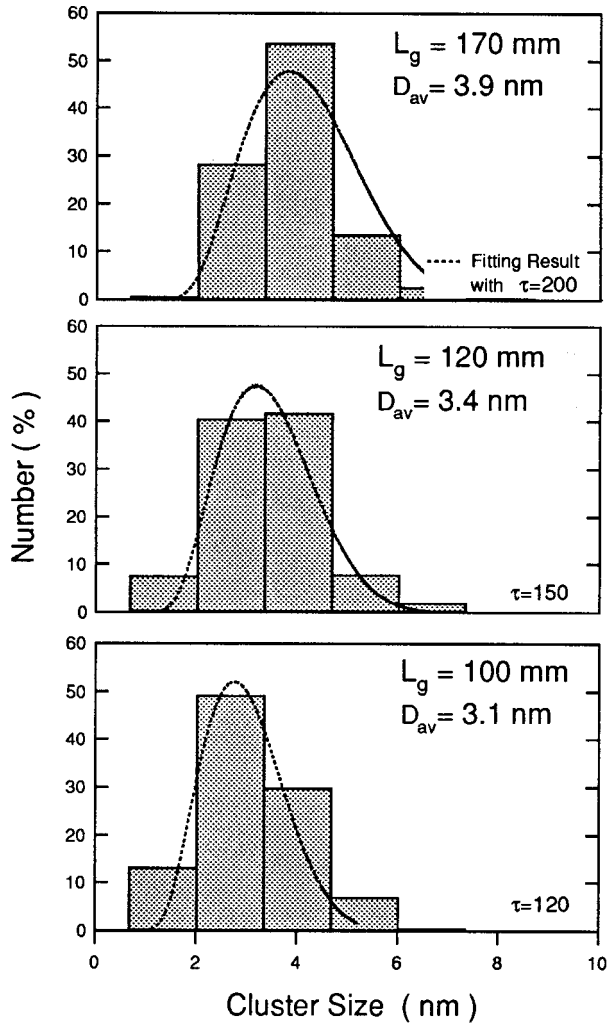 60
50
40
30
20
10
0
L_g = 170 mm
D_av = 3.9 nm
Fitting Result
with τ=200
60
50
40
30
20
10
0
L_g = 120 mm
D_av = 3.4 nm
τ=150
Number ( % )
60
50
40
30
20
10
0
L_g = 100 mm
D_av = 3.1 nm
τ=120
0 2 4 6 8 10
Cluster Size ( nm )